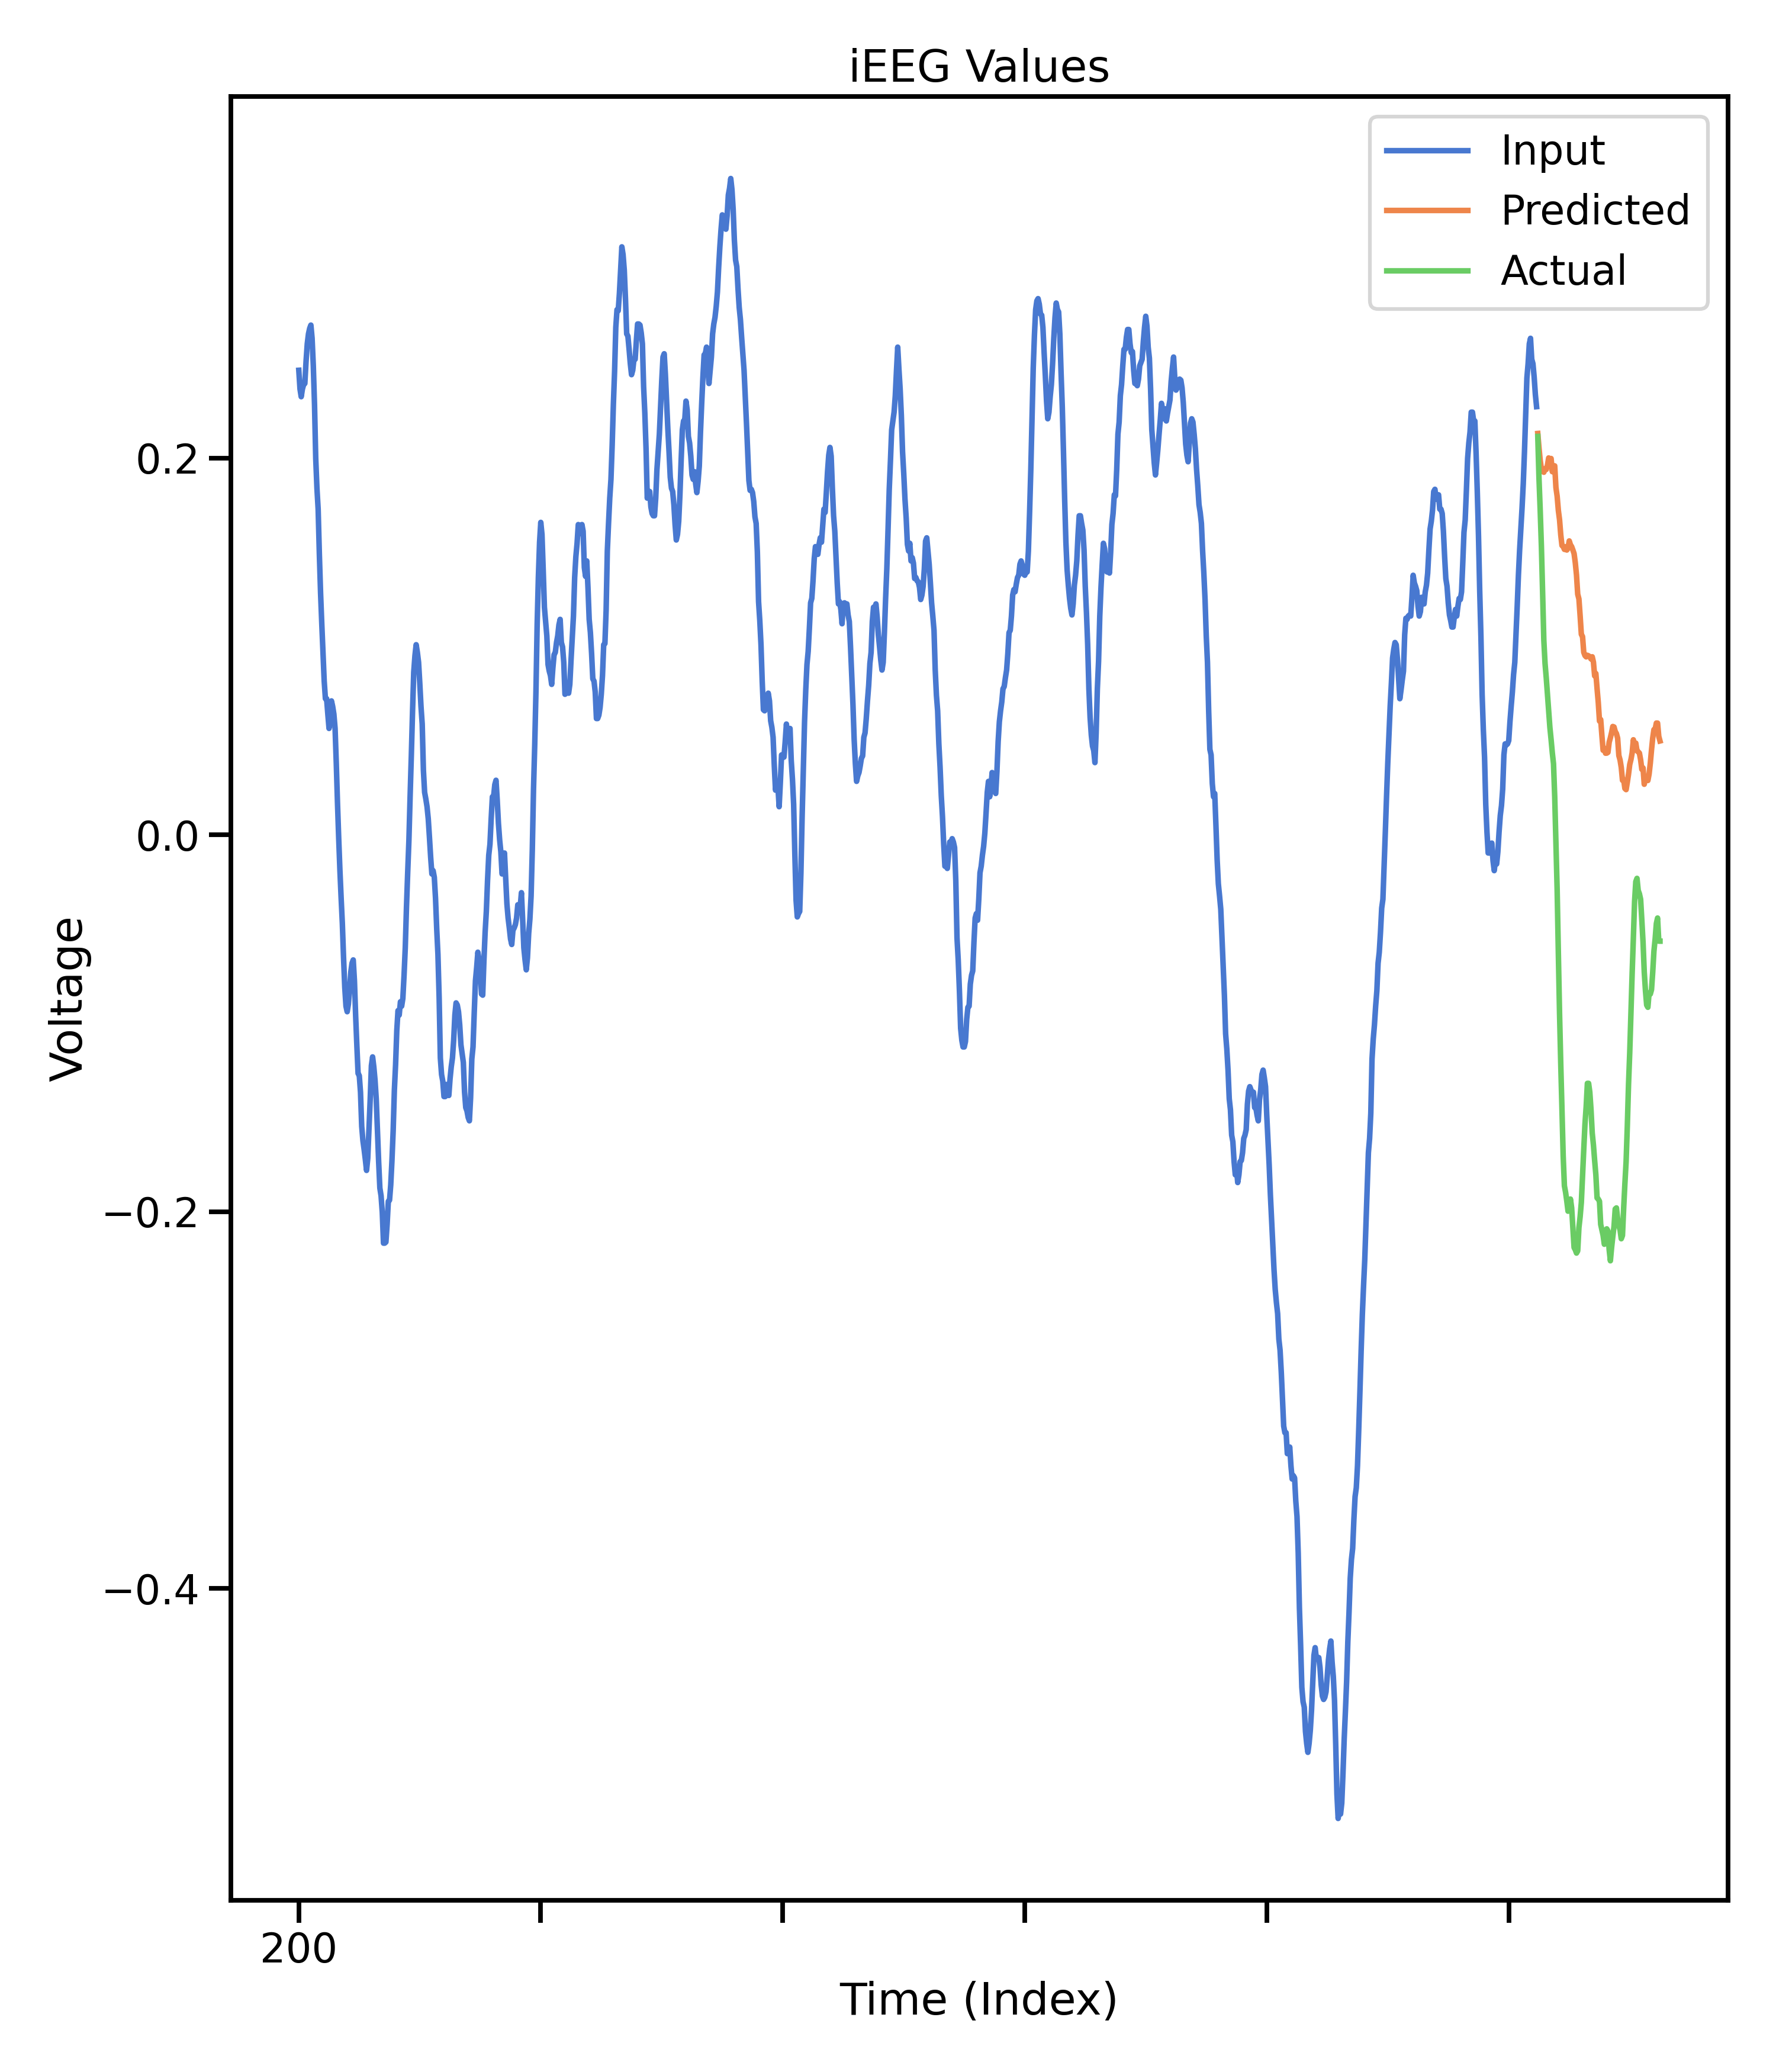 iEEG Values
Input
Predicted
Actual
0.2
0.0
−0.2
−0.4
Voltage
200
Time (Index)